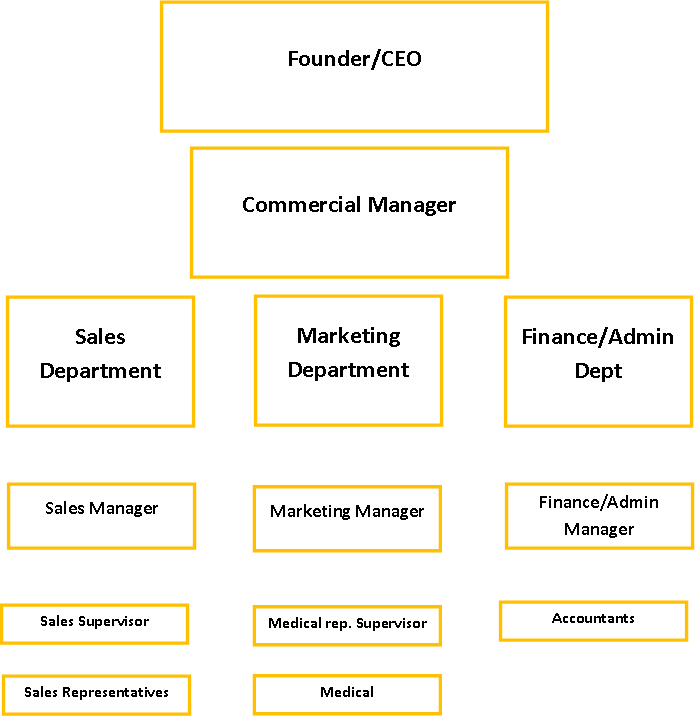 Founder/CEO
Commercial Manager
Sales
Department
Marketing
Department
Finance/Admin
Dept
Sales Manager
Marketing Manager
Finance/Admin
Manager
Sales Supervisor
Medical rep. Supervisor
Accountants
Sales Representatives
Medical